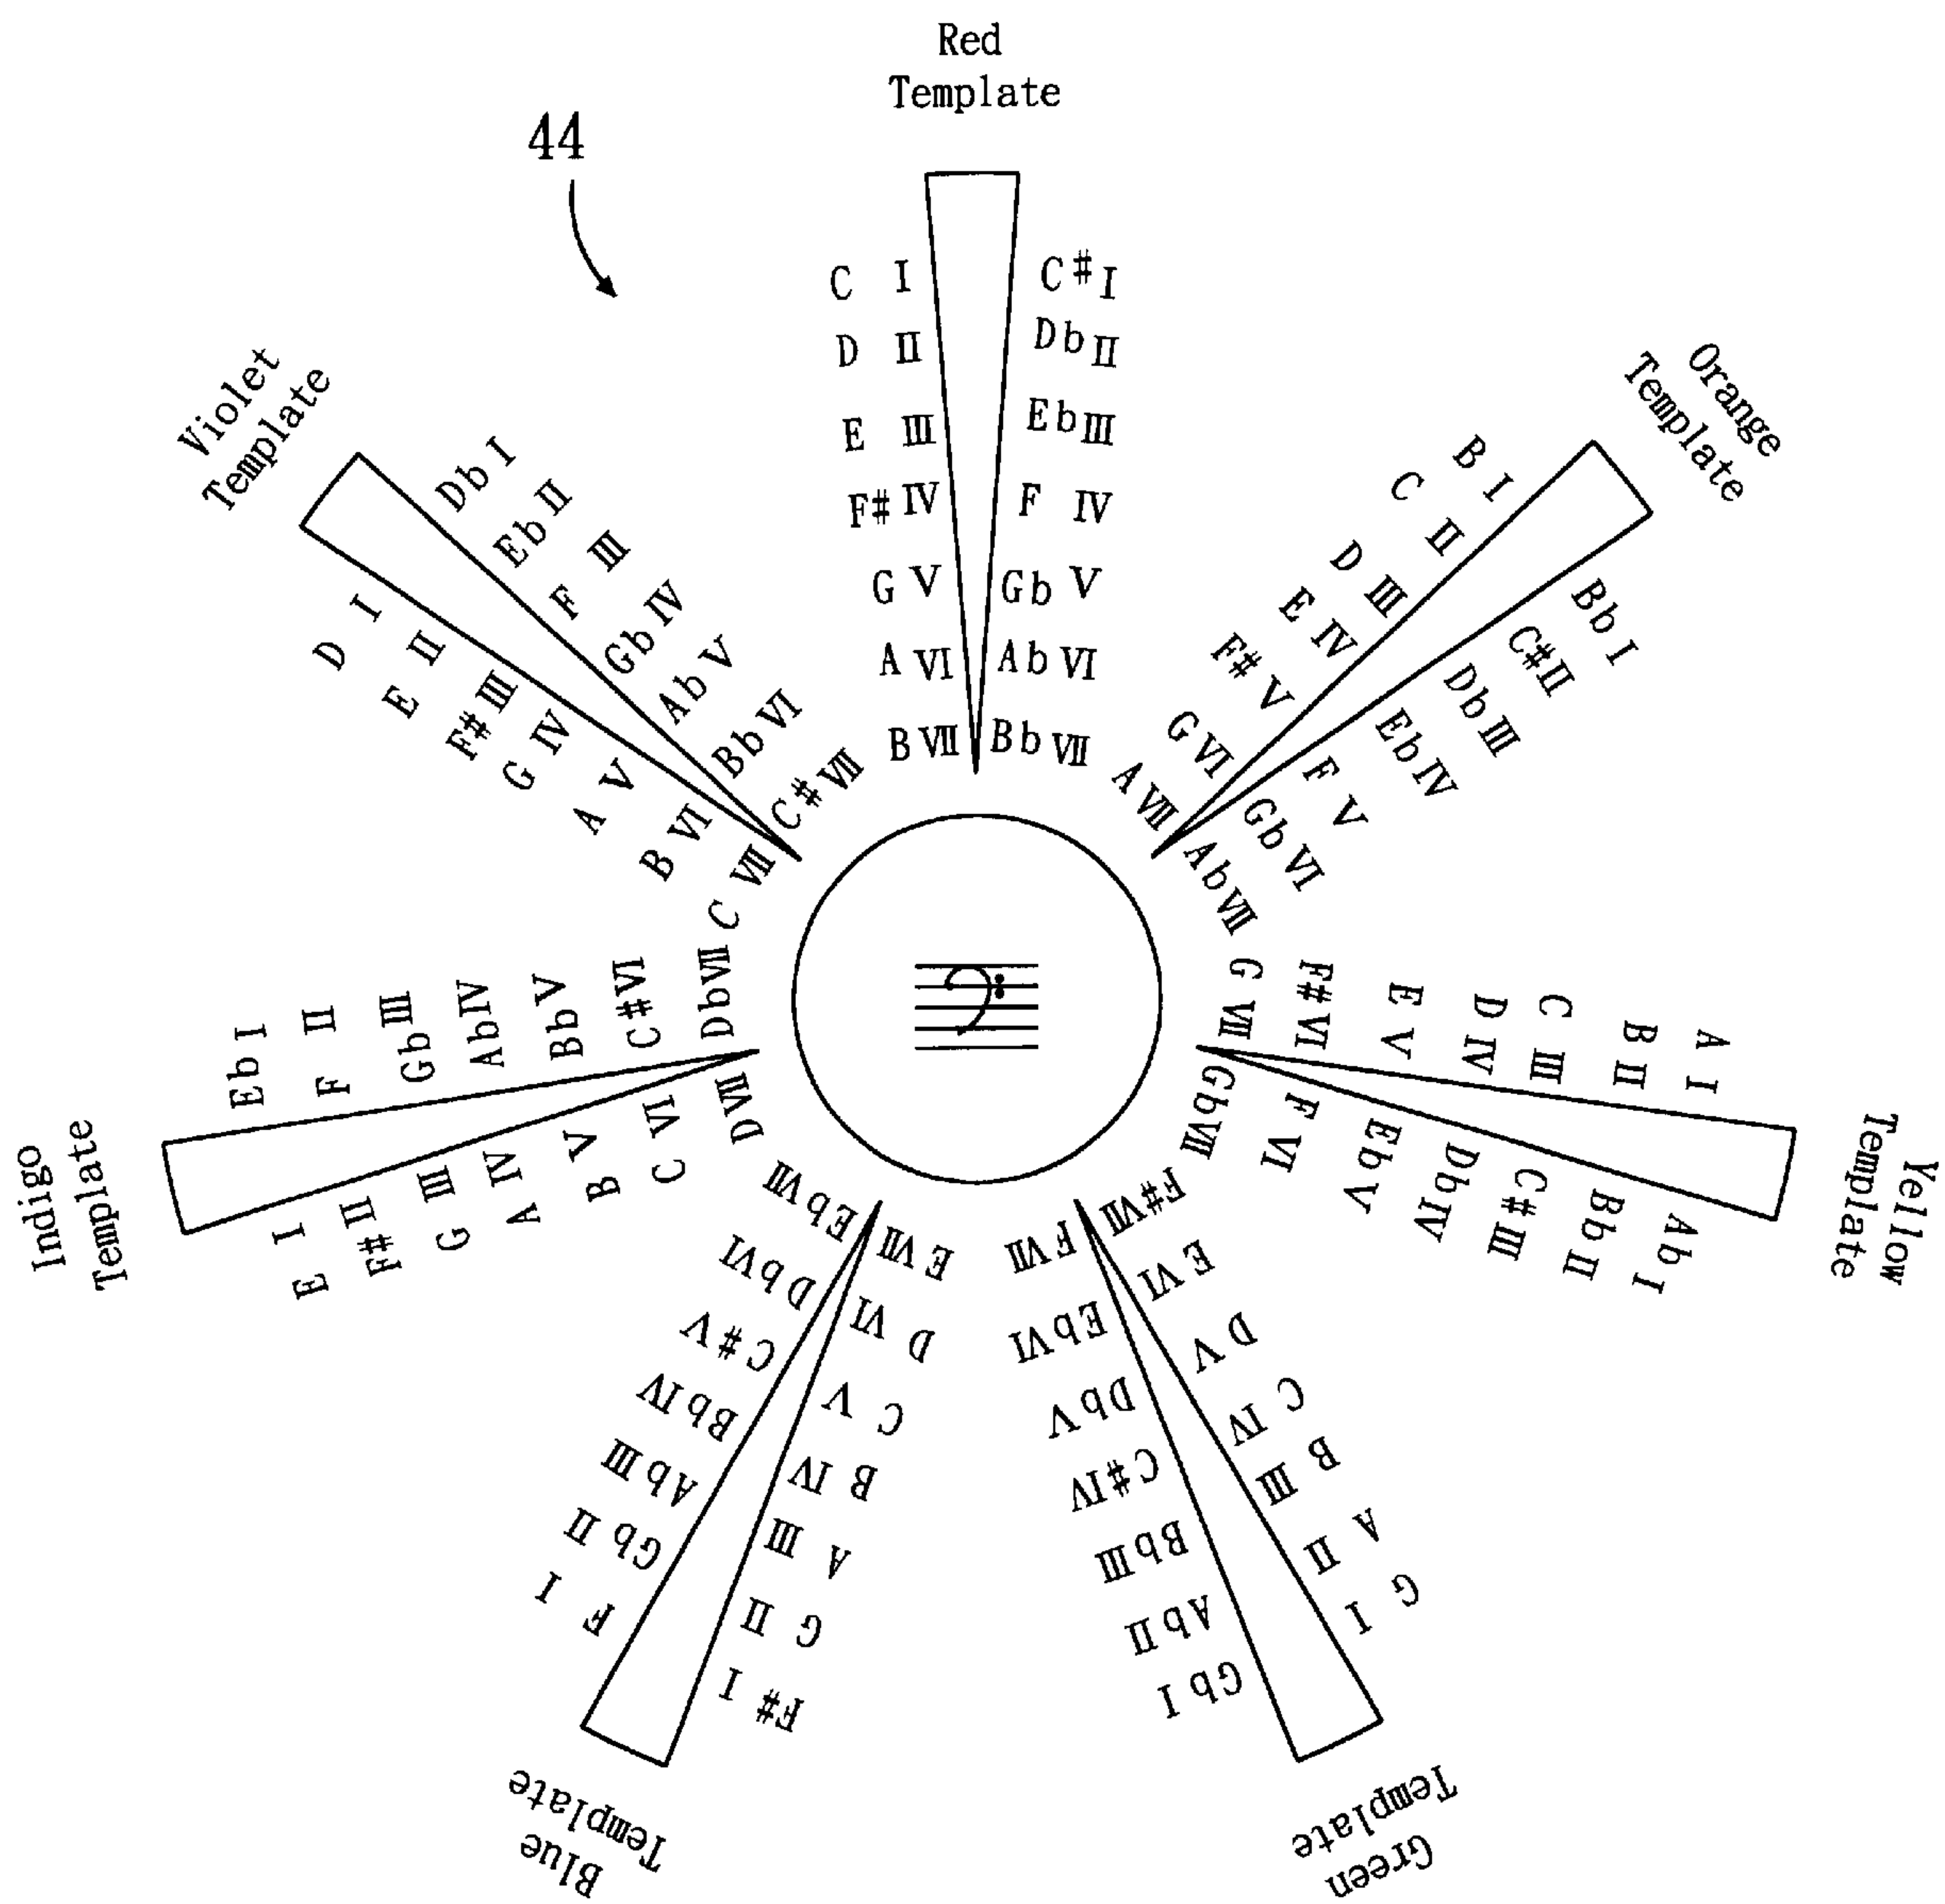 Red
Template
44
C I
D II
E III
F# IV
G V
A VI
B VII
C# I
Db II
Eb III
F IV
Gb V
Ab VI
Bb VII
Orange
Template
B I
C II
D III
E IV
F# V
G VI
A VII
Bb I
C# II
Db III
Eb IV
F V
Gb VI
Ab VII
Yellow
Template
A I
B II
C III
D IV
E V
F# VI
G VII
Ab I
Bb II
C# III
Db IV
Eb V
F VI
Gb VII
Green
Template
G I
A II
B III
C IV
D V
E VI
F# VII
Gb I
Ab II
Bb III
C# IV
Db V
Eb VI
F VII
Blue
Template
F# I
G II
A III
B IV
C V
D VI
E VII
F I
Gb II
Ab III
Bb IV
C# V
Db VI
Eb VII
Indigo
Template
E I
F# II
G III
A IV
B V
C VI
D VII
Eb I
F II
Gb III
Ab IV
Bb V
C# VI
Db VII
Violet
Template
D I
E II
F# III
G IV
A V
B VI
C VII
Db I
Eb II
F III
Gb IV
Ab V
Bb VI
C# VII